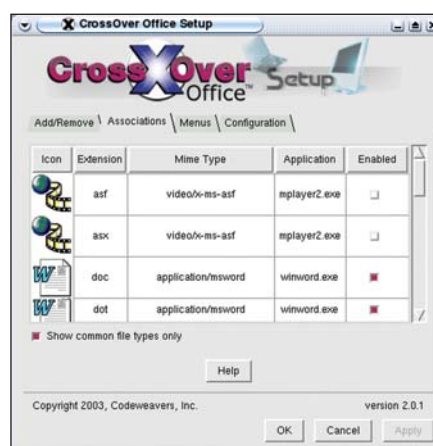 CrossOver Office Setup
CrossOver Office™ Setup
Add/Remove Associations Menus Configuration
Icon Extension Mime Type Application Enabled
asf video/x-ms-asf mplayer2.exe
asx video/x-ms-asf mplayer2.exe
W doc application/msword winword.exe
W dot application/msword winword.exe
Show common file types only
Help
Copyright 2003, Codeweavers, Inc. version 2.0.1
OK Cancel Apply